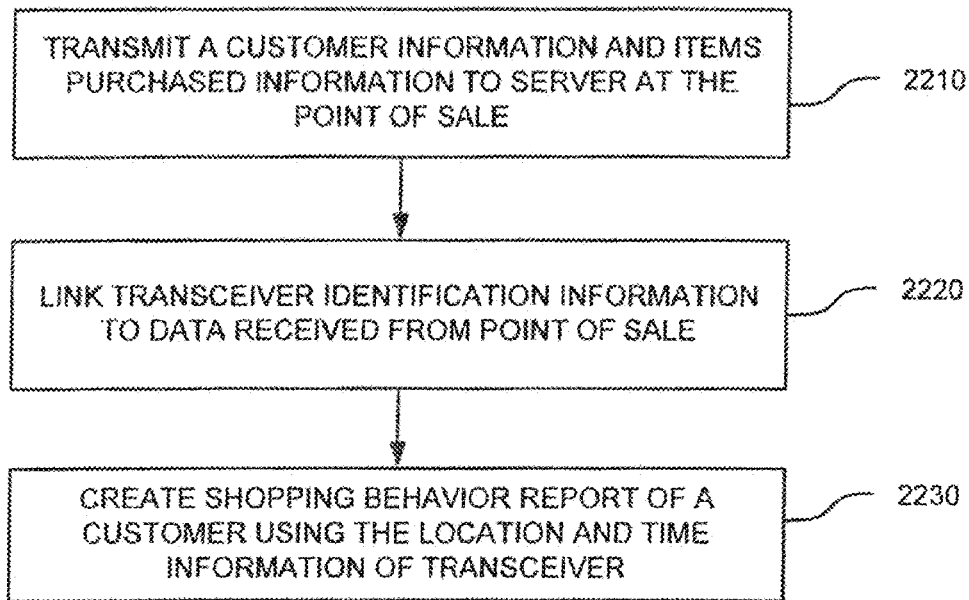 TRANSMIT A CUSTOMER INFORMATION AND ITEMS
PURCHASED INFORMATION TO SERVER AT THE
POINT OF SALE
2210
LINK TRANSCEIVER IDENTIFICATION INFORMATION
TO DATA RECEIVED FROM POINT OF SALE
2220
CREATE SHOPPING BEHAVIOR REPORT OF A
CUSTOMER USING THE LOCATION AND TIME
INFORMATION OF TRANSCEIVER
2230